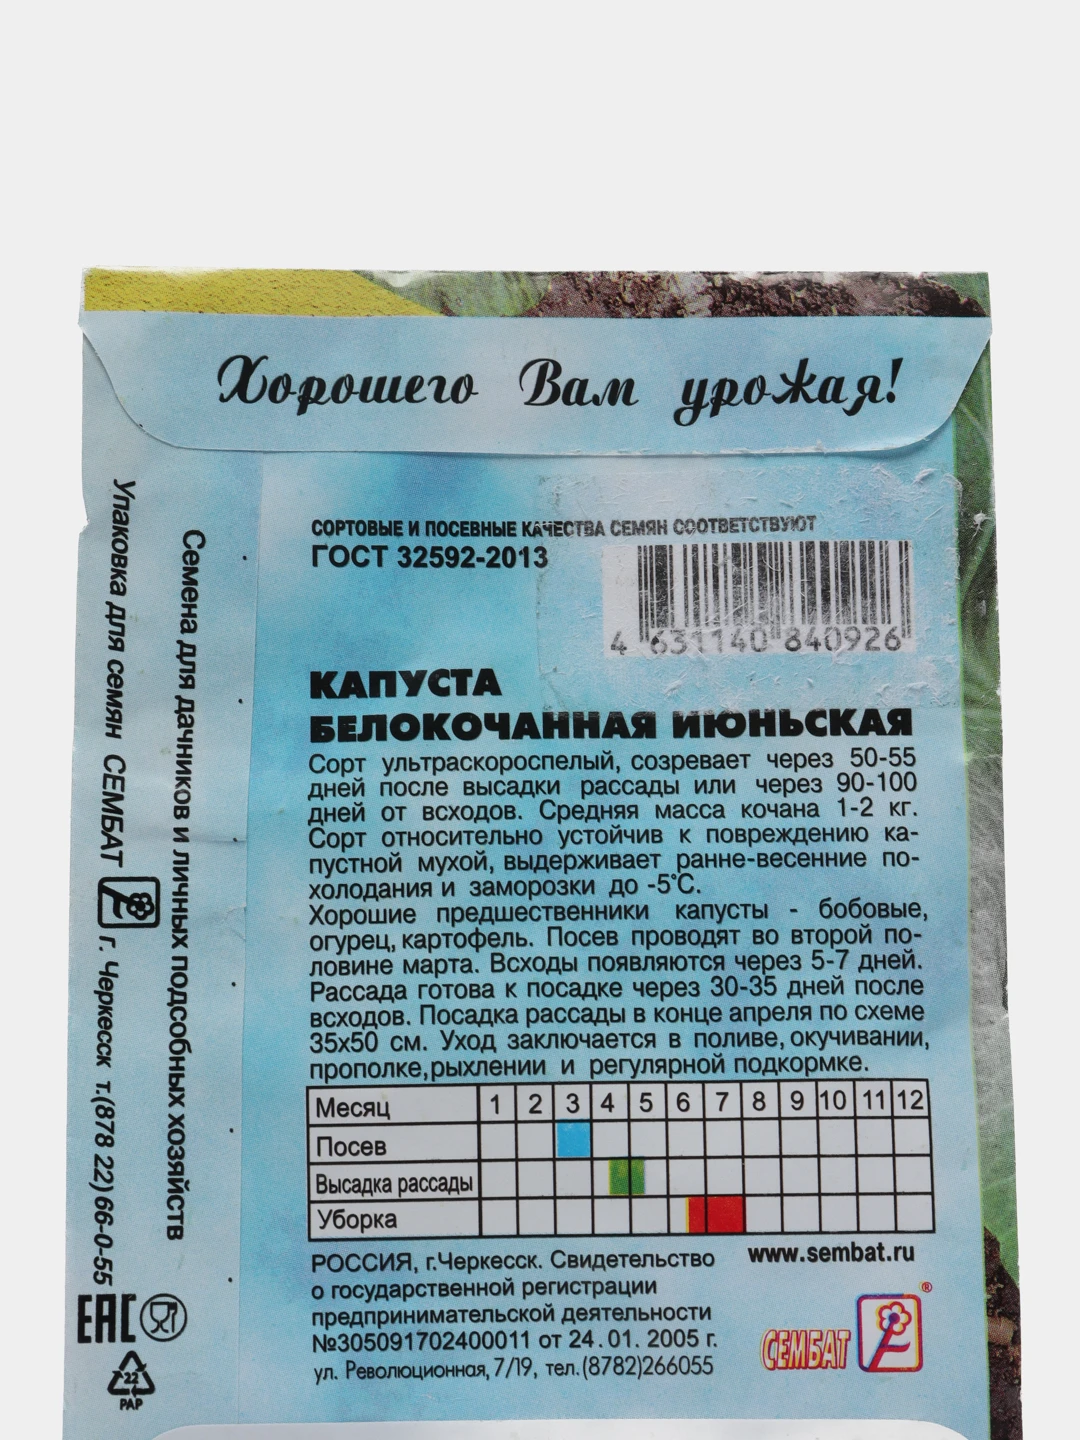 Хорошего Вам урожая!
СОРТОВЫЕ И ПОСЕВНЫЕ КАЧЕСТВА СЕМЯН СООТВЕТСТВУЮТ
ГОСТ 32592-2013
4 631140 840926
КАПУСТА
БЕЛОКОЧАННАЯ ИЮНЬСКАЯ
Сорт ультраскороспелый, созревает через 50-55
дней после высадки рассады или через 90-100
дней от всходов. Средняя масса кочана 1-2 кг.
Сорт относительно устойчив к повреждению ка-
пустной мухой, выдерживает ранне-весенние по-
холодания и заморозки до -5°С.
Хорошие предшественники капусты - бобовые,
огурец, картофель. Посев проводят во второй по-
ловине марта. Всходы появляются через 5-7 дней.
Рассада готова к посадке через 30-35 дней после
всходов. Посадка рассады в конце апреля по схеме
35х50 см. Уход заключается в поливе, окучивании,
прополке, рыхлении и регулярной подкормке.
Месяц 1 2 3 4 5 6 7 8 9 10 11 12
Посев
Высадка рассады
Уборка
РОССИЯ, г.Черкесск. Свидетельство
о государственной регистрации
предпринимательской деятельности
№305091702400011 от 24.01.2005 г.
ул. Революционная, 7/19, тел.(8782)266055
www.sembat.ru
СЕМБАТ ®
Семена для дачников и личных подсобных хозяйств
Упаковка для семян СЕМБАТ г. Черкесск т.(878 22) 66-0-55
EAC
22
PAP